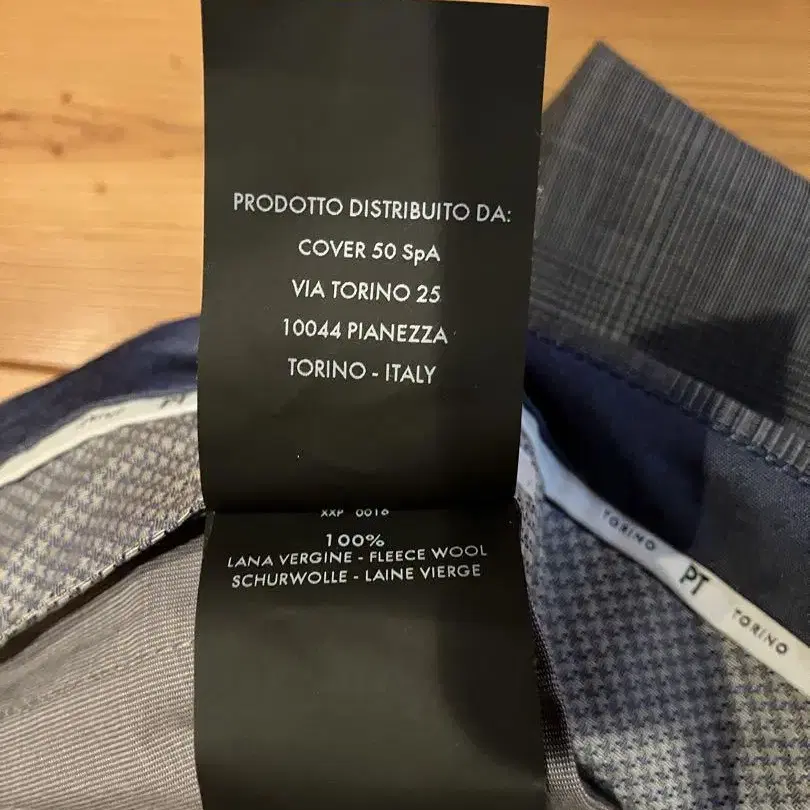 PRODOTTO DISTRIBUITO DA:
COVER 50 SpA
VIA TORINO 25
10044 PIANEZZA
TORINO - ITALY
100%
LANA VERGINE - FLEECE WOOL
SCHURWOLLE - LAINE VIERGE
TORINO
PT
TORINO